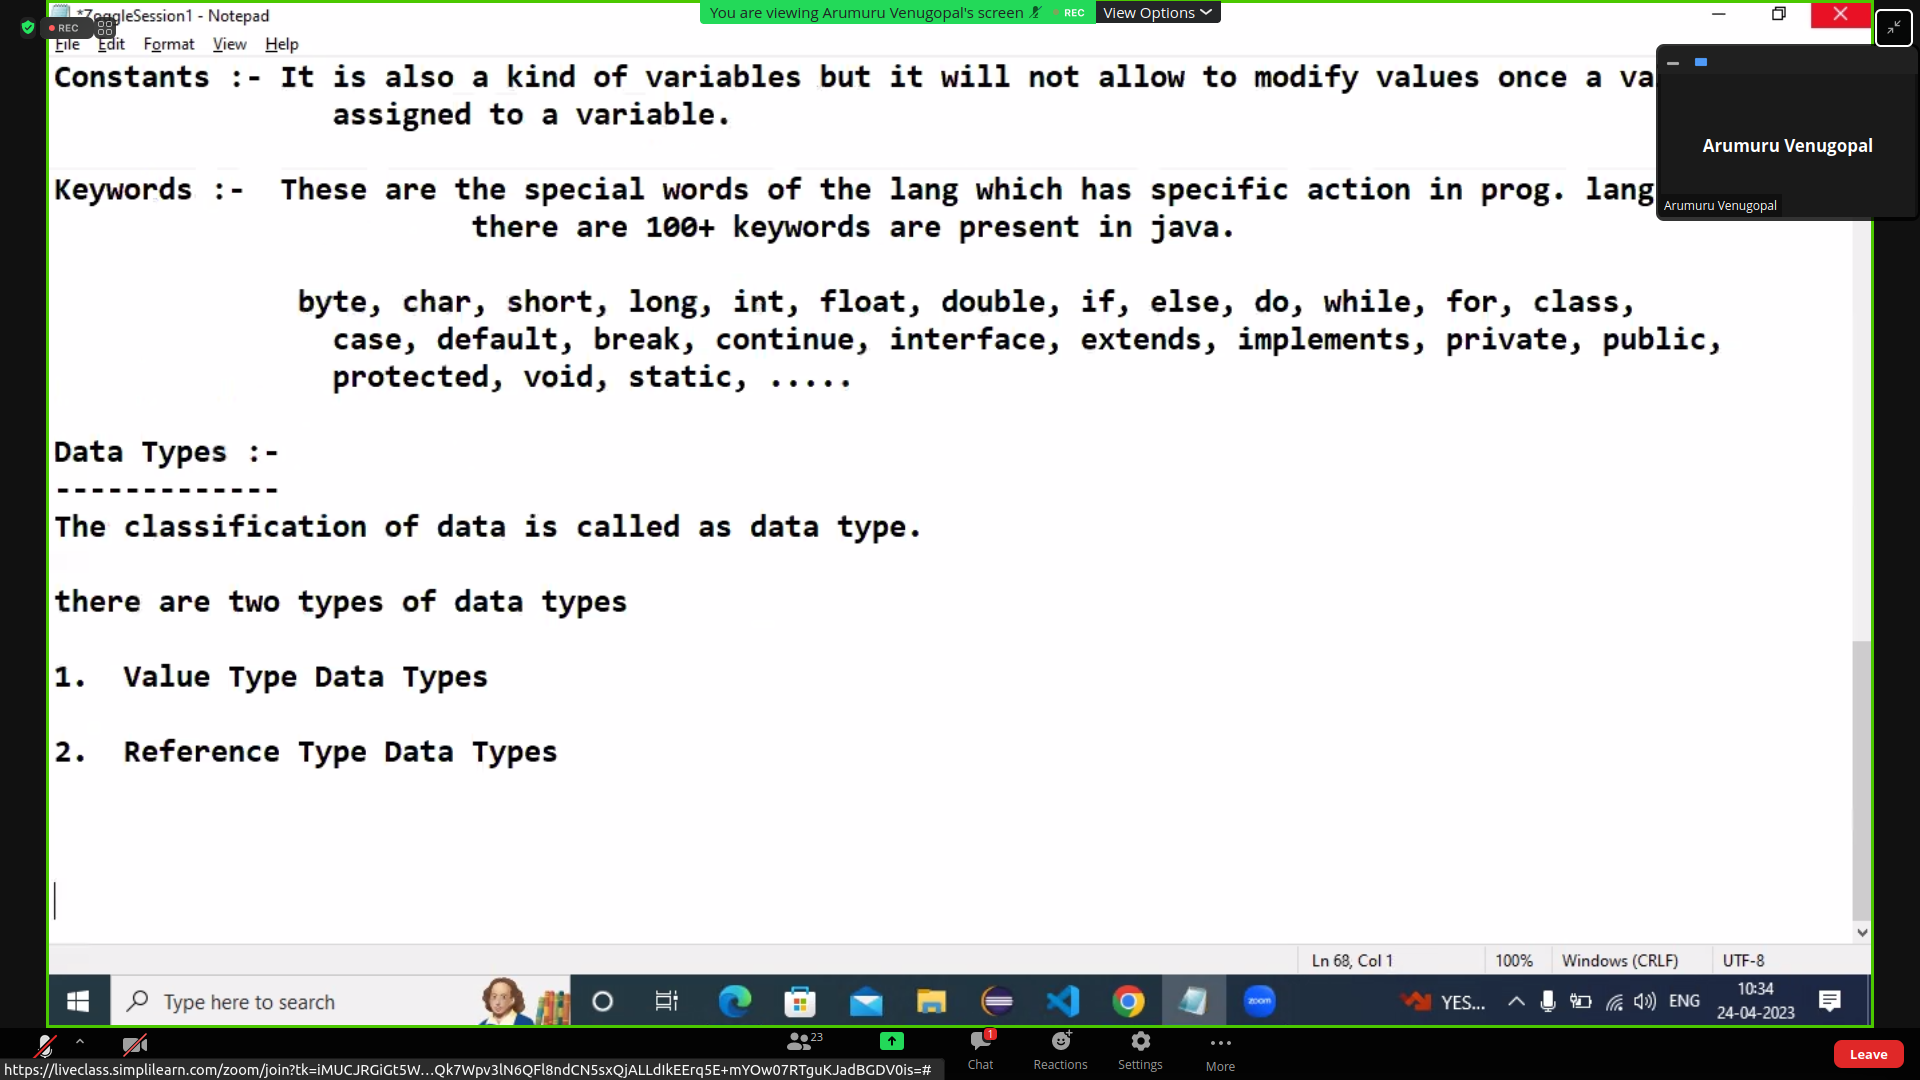 *ZoggleSession1 - Notepad
You are viewing Arumuru Venugopal's screen REC View Options
REC
File Edit Format View Help
Constants :- It is also a kind of variables but it will not allow to modify values once a va
assigned to a variable.
Arumuru Venugopal
Arumuru Venugopal
Keywords :- These are the special words of the lang which has specific action in prog. lang
there are 100+ keywords are present in java.
byte, char, short, long, int, float, double, if, else, do, while, for, class,
case, default, break, continue, interface, extends, implements, private, public,
protected, void, static, .....
Data Types :-
-------------
The classification of data is called as data type.
there are two types of data types
1. Value Type Data Types
2. Reference Type Data Types
Ln 68, Col 1 100% Windows (CRLF) UTF-8
Type here to search
zoom
YES... ENG
10:34
24-04-2023
23
1
Chat Reactions Settings More
Leave
https://liveclass.simplilearn.com/zoom/join?tk=iMUCJRGiGt5W...Qk7Wpv3lN6QFl8ndCN5sxQjALLdIkEErq5E+mYOw07RTguKJadBGDV0is=#